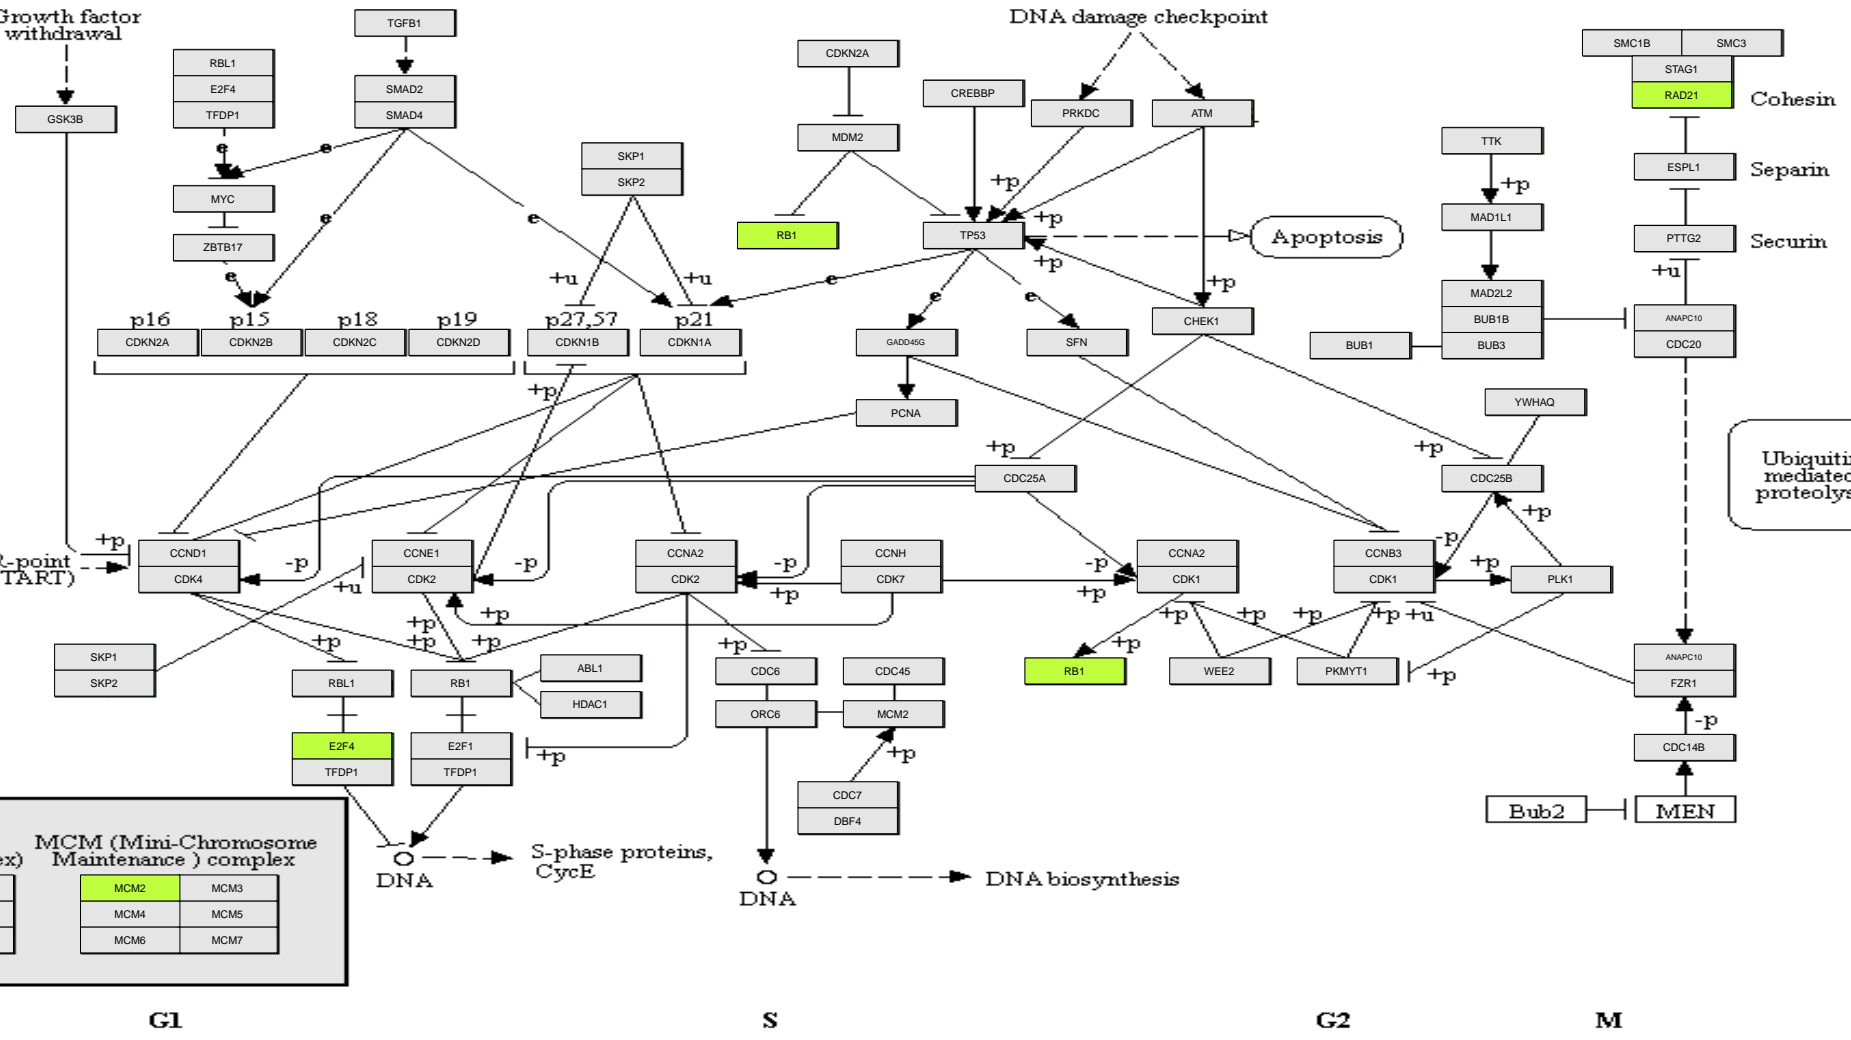 Growth factor
withdrawal
TGFB1
DNA damage checkpoint
SMC1B SMC3
CDKN2A
RBL1
STAG1
E2F4
SMAD2
CREBBP
RAD21
Cohesin
TFDP1
SMAD4
PRKDC
ATM
GSK3B
MDM2
TTK
e
e
SKP1
ESPL1
Separin
SKP2
+p
+p
MYC
MAD1L1
e
e
+p
RB1
TP53
Apoptosis
PTTG2
Securin
ZBTB17
+p
+u
e
+u
+u
e
e
e
+p
MAD2L2
p16 p15 p18 p19
p27,57 p21
CHEK1
BUB1B
ANAPC10
CDKN2A CDKN2B CDKN2C CDKN2D
CDKN1B CDKN1A
GADD45G
SFN
BUB1
BUB3
CDC20
+p
YWHAQ
PCNA
+p
+p
CDC25A
CDC25B
Ubiquitin
mediated
proteolysis
+p
+p
-p
CCND1
CCNE1
CCNA2
CCNH
CCNA2
CCNB3
R-point
(START)
-p
-p
-p
-p
+p
CDK4
CDK2
CDK2
CDK7
CDK1
CDK1
PLK1
+u
+p
+p
+p
+p
+p
+p
+p
+p
+u
+p
+p
+p
+p
+p
SKP1
SKP2
RBL1
RB1
ABL1
HDAC1
CDC6
CDC45
RB1
WEE2
PKMYT1
+p
ANAPC10
FZR1
ORC6
MCM2
-p
E2F4
TFDP1
E2F1
TFDP1
+p
+p
CDC14B
CDC7
DBF4
Bub2
MEN
MCM (Mini-Chromosome
ex) Maintenance ) complex
S-phase proteins,
CycE
DNA
DNA biosynthesis
DNA
MCM2 MCM3
MCM4 MCM5
MCM6 MCM7
G1 S G2 M